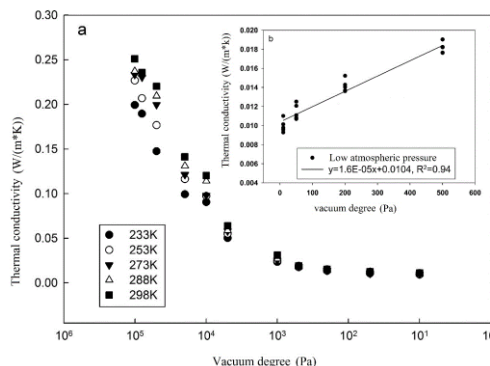 a
Thermal conductivity (W/(m*K))
0.30
0.25
0.20
0.15
0.10
0.05
0.00
233K
253K
273K
288K
298K
10⁶
10⁵
10⁴
10³
10²
10¹
Vacuum degree (Pa)
b
Thermal conductivity (W/(m*k))
0.020
0.018
0.016
0.014
0.012
0.010
0.008
0.006
0.004
Low atmospheric pressure
y=1.6E-05x+0.0104, R²=0.94
0
100
200
300
400
500
600
vacuum degree (Pa)